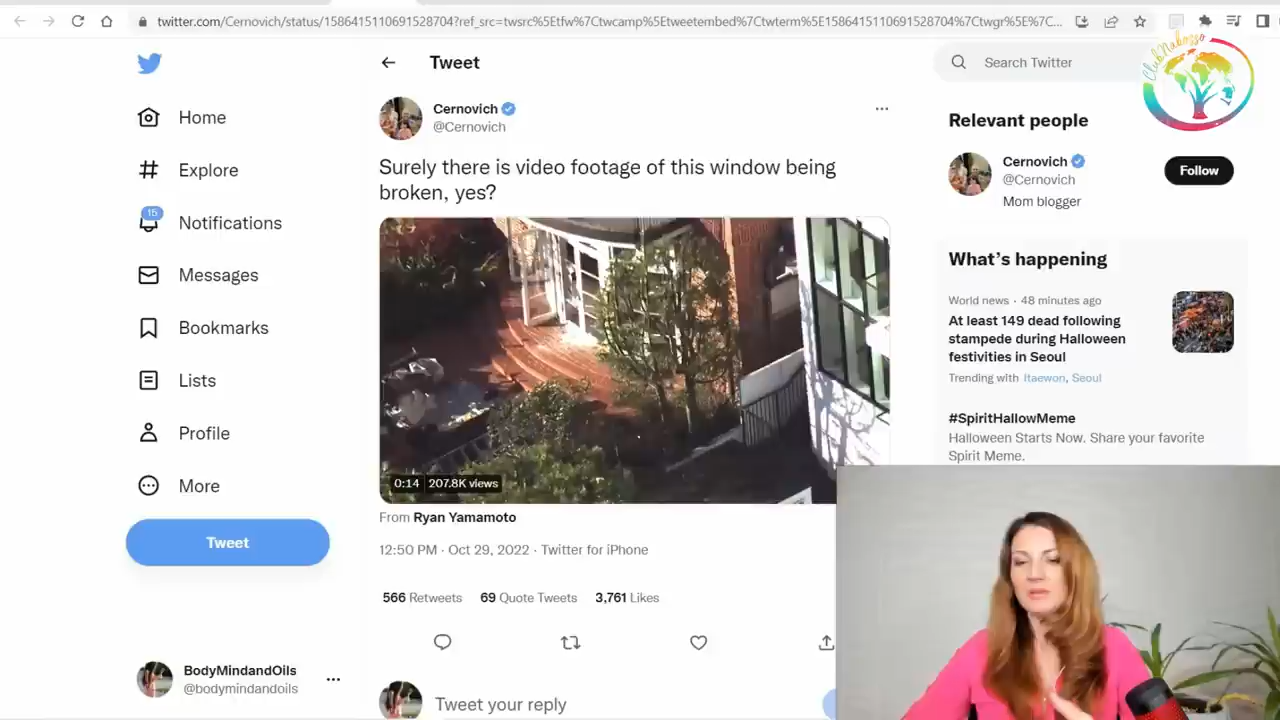 twitter.com/Cernovich/status/1586415110691528704?ref_src=twsrc%5Etfw%7Ctwcamp%5Etweetembed%7Ctwterm%5E1586415110691528704%7Ctwgr%5E%7C...
ClubNabosso
Tweet
Search Twitter
Home
Explore
15
Notifications
Messages
Bookmarks
Lists
Profile
More
Tweet
BodyMindandOils
@bodymindandoils
Cernovich
@Cernovich
Surely there is video footage of this window being
broken, yes?
0:14 207.8K views
From Ryan Yamamoto
12:50 PM · Oct 29, 2022 · Twitter for iPhone
566 Retweets 69 Quote Tweets 3,761 Likes
Tweet your reply
Relevant people
Cernovich
@Cernovich
Follow
Mom blogger
What's happening
World news · 48 minutes ago
At least 149 dead following
stampede during Halloween
festivities in Seoul
Trending with Itaewon, Seoul
#SpiritHallowMeme
Halloween Starts Now. Share your favorite
Spirit Meme.